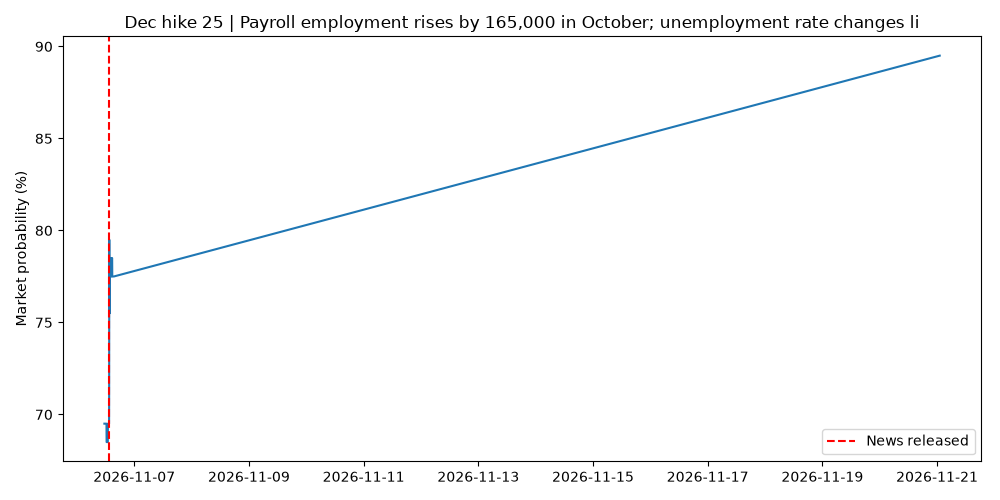 Dec hike 25 | Payroll employment rises by 165,000 in October; unemployment rate changes li
Market probability (%)
90
85
80
75
70
News released
2026-11-07 2026-11-09 2026-11-11 2026-11-13 2026-11-15 2026-11-17 2026-11-19 2026-11-21